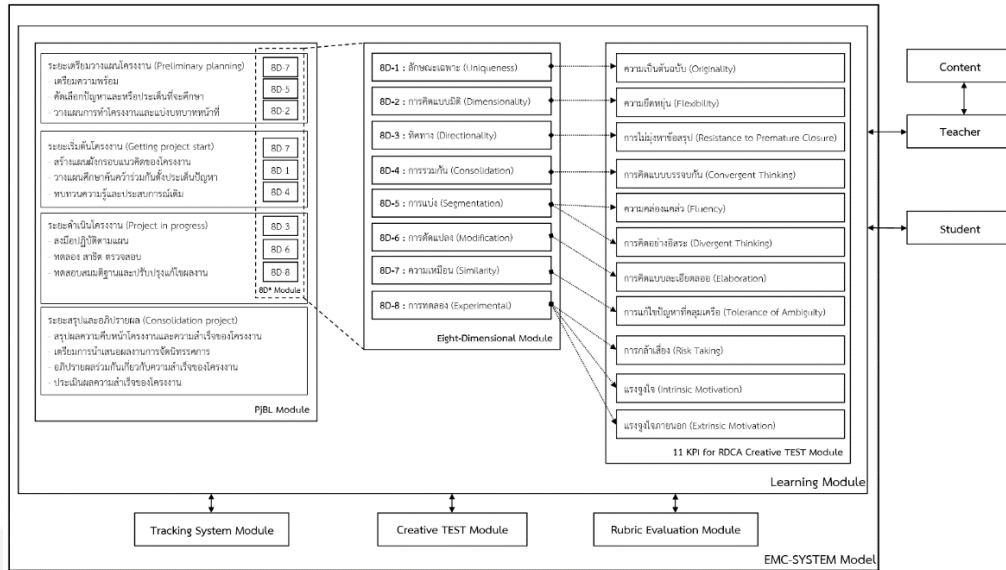 ระยะเตรียมวางแผนโครงงาน (Preliminary planning)
- เตรียมความพร้อม
- คัดเลือกปัญหาและหรือประเด็นที่จะศึกษา
- วางแผนการทำโครงงานและแบ่งบทบาทหน้าที่
8D-7
8D-5
8D-2
ระยะเริ่มต้นโครงงาน (Getting project start)
- สร้างแผนผังกรอบแนวคิดของโครงงาน
- วางแผนศึกษาค้นคว้าร่วมกันตั้งประเด็นปัญหา
- ทบทวนความรู้และประสบการณ์เดิม
8D-7
8D-1
8D-4
ระยะดำเนินโครงงาน (Project in progress)
- ลงมือปฏิบัติตามแผน
- ทดลอง สาธิต ตรวจสอบ
- ทดสอบสมมติฐานและปรับปรุงแก้ไขผลงาน
8D-3
8D-6
8D-8
8D* Module
ระยะสรุปและอภิปรายผล (Consolidation project)
- สรุปผลความคืบหน้าโครงงานและความสำเร็จของโครงงาน
- เตรียมการนำเสนอผลงานการจัดนิทรรศการ
- อภิปรายผลร่วมกันเกี่ยวกับความสำเร็จของโครงงาน
- ประเมินผลความสำเร็จของโครงงาน
PJBL Module
8D-1 : ลักษณะเฉพาะ (Uniqueness)
8D-2 : การคิดแบบมิติ (Dimensionality)
8D-3 : ทิศทาง (Directionality)
8D-4 : การรวมกัน (Consolidation)
8D-5 : การแบ่ง (Segmentation)
8D-6 : การดัดแปลง (Modification)
8D-7 : ความเหมือน (Similarity)
8D-8 : การทดลอง (Experimental)
Eight-Dimensional Module
ความเป็นต้นฉบับ (Originality)
ความยืดหยุ่น (Flexibility)
การไม่มุ่งหาข้อสรุป (Resistance to Premature Closure)
การคิดแบบบรรจบกัน (Convergent Thinking)
ความคล่องแคล่ว (Fluency)
การคิดอย่างอิสระ (Divergent Thinking)
การคิดแบบละเอียดลออ (Elaboration)
การแก้ไขปัญหาที่คลุมเครือ (Tolerance of Ambiguity)
การกล้าเสี่ยง (Risk Taking)
แรงจูงใจ (Intrinsic Motivation)
แรงจูงใจภายนอก (Extrinsic Motivation)
11 KPI for RDCA Creative TEST Module
Learning Module
Content
Teacher
Student
Tracking System Module
Creative TEST Module
Rubric Evaluation Module
EMC-SYSTEM Model